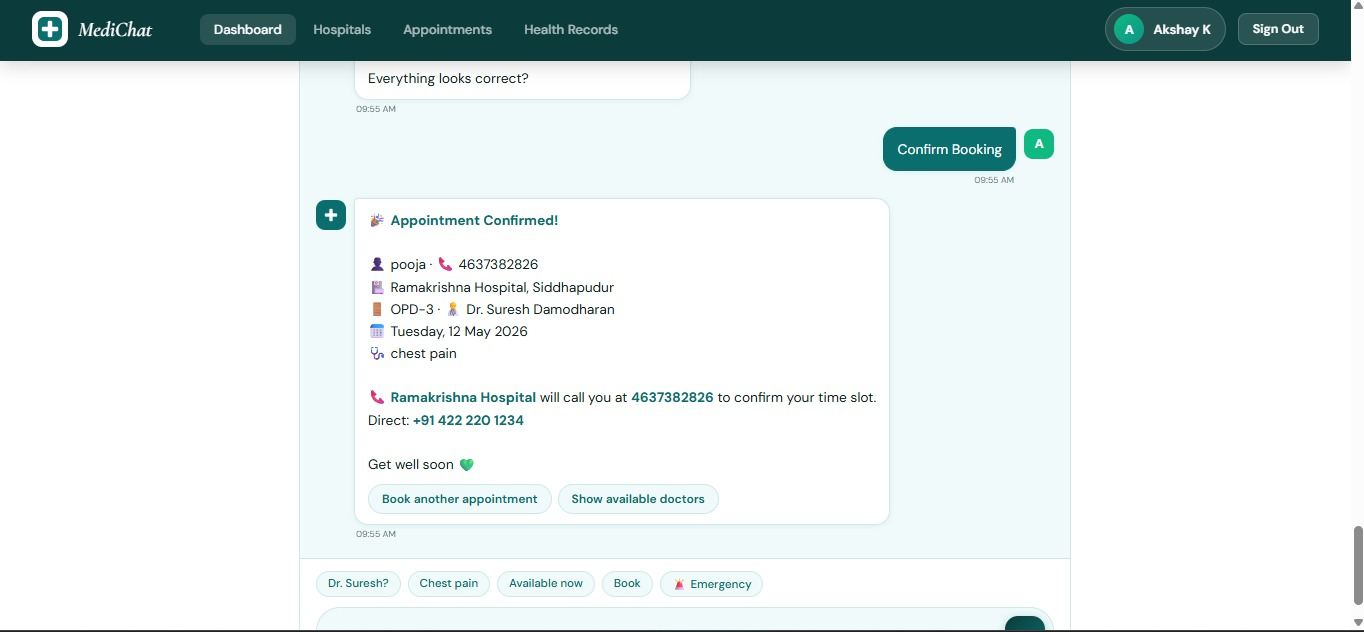 MediChat
Dashboard
Hospitals
Appointments
Health Records
A
Akshay K
Sign Out
Everything looks correct?
09:55 AM
Confirm Booking
A
09:55 AM
Appointment Confirmed!
pooja · 4637382826
Ramakrishna Hospital, Siddhapudur
OPD-3 · Dr. Suresh Damodharan
Tuesday, 12 May 2026
chest pain
Ramakrishna Hospital will call you at 4637382826 to confirm your time slot.
Direct: +91 422 220 1234
Get well soon 💚
Book another appointment
Show available doctors
09:55 AM
Dr. Suresh?
Chest pain
Available now
Book
Emergency